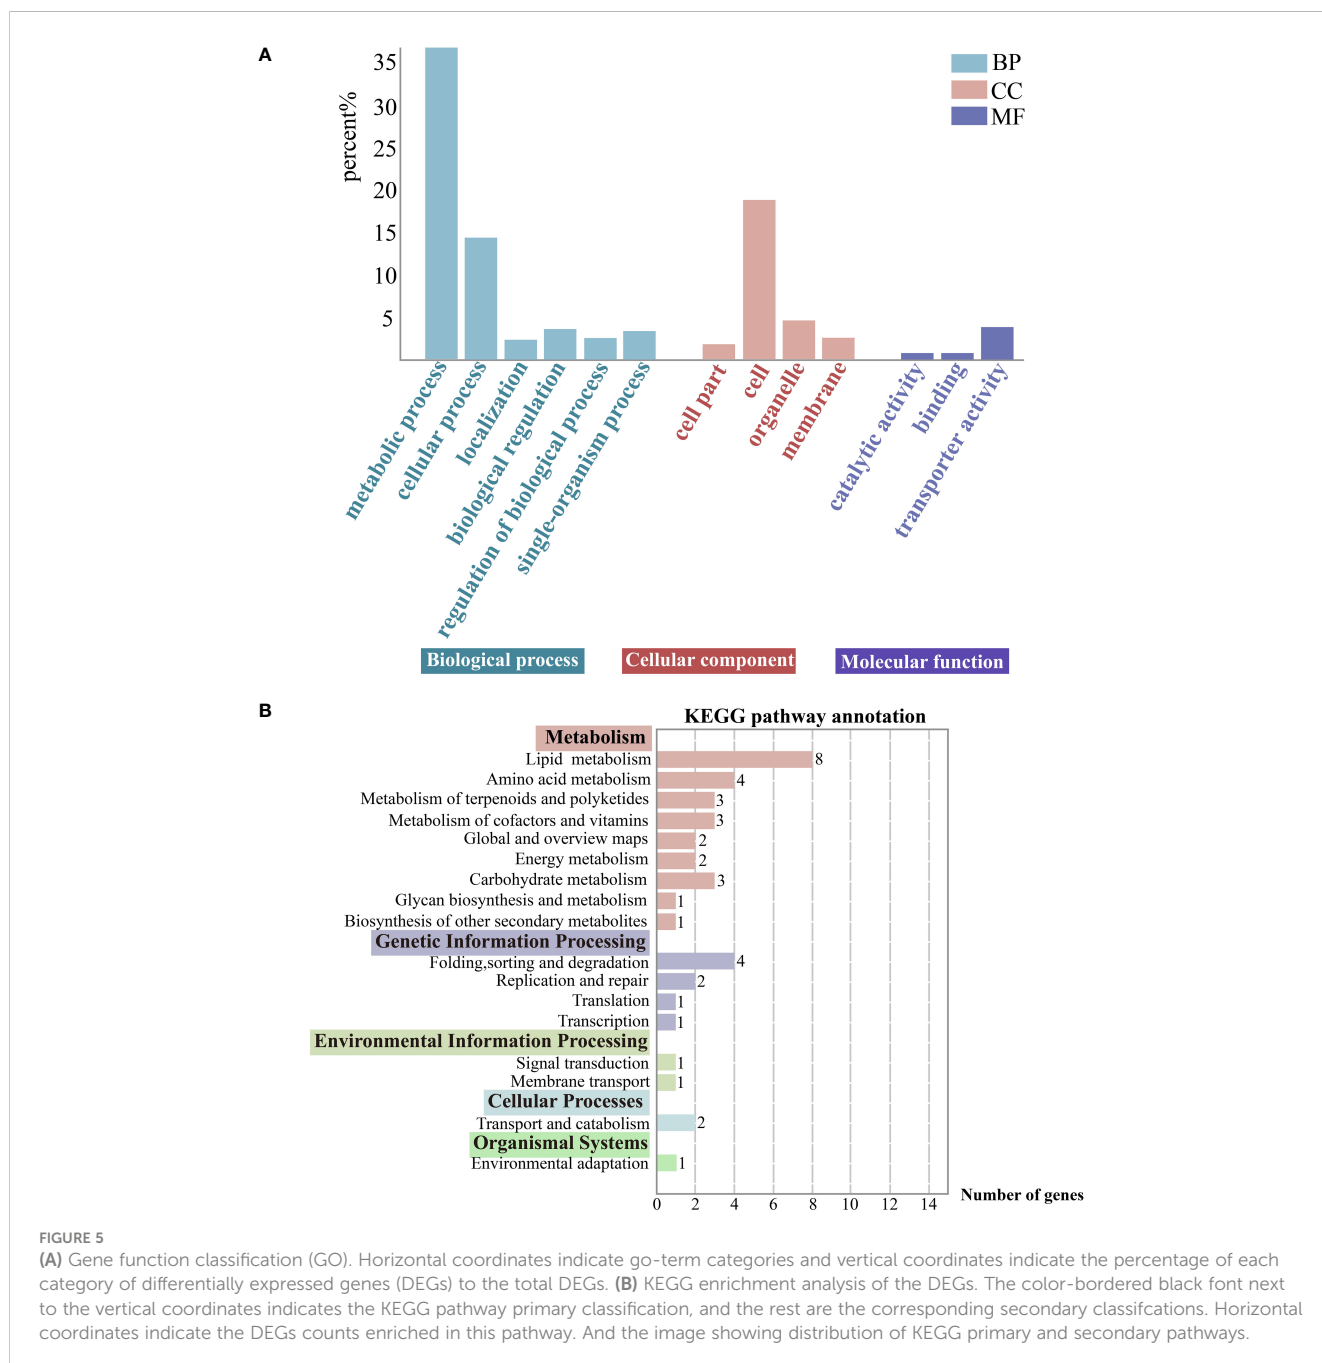 A
percent%
35
30
25
20
15
10
5
BP
CC
MF
metabolic process
cellular process
localization
biological regulation
regulation of biological process
single-organism process
cell part
cell
organelle
membrane
catalytic activity
binding
transporter activity
Biological process
Cellular component
Molecular function
B
KEGG pathway annotation
Metabolism
Lipid metabolism 8
Amino acid metabolism 4
Metabolism of terpenoids and polyketides 3
Metabolism of cofactors and vitamins 3
Global and overview maps 2
Energy metabolism 2
Carbohydrate metabolism 3
Glycan biosynthesis and metabolism 1
Biosynthesis of other secondary metabolites 1
Genetic Information Processing
Folding,sorting and degradation 4
Replication and repair 2
Translation 1
Transcription 1
Environmental Information Processing
Signal transduction 1
Membrane transport 1
Cellular Processes
Transport and catabolism 2
Organismal Systems
Environmental adaptation 1
0 2 4 6 8 10 12 14
Number of genes
FIGURE 5
(A) Gene function classification (GO). Horizontal coordinates indicate go-term categories and vertical coordinates indicate the percentage of each
category of differentially expressed genes (DEGs) to the total DEGs. (B) KEGG enrichment analysis of the DEGs. The color-bordered black font next
to the vertical coordinates indicates the KEGG pathway primary classification, and the rest are the corresponding secondary classifcations. Horizontal
coordinates indicate the DEGs counts enriched in this pathway. And the image showing distribution of KEGG primary and secondary pathways.